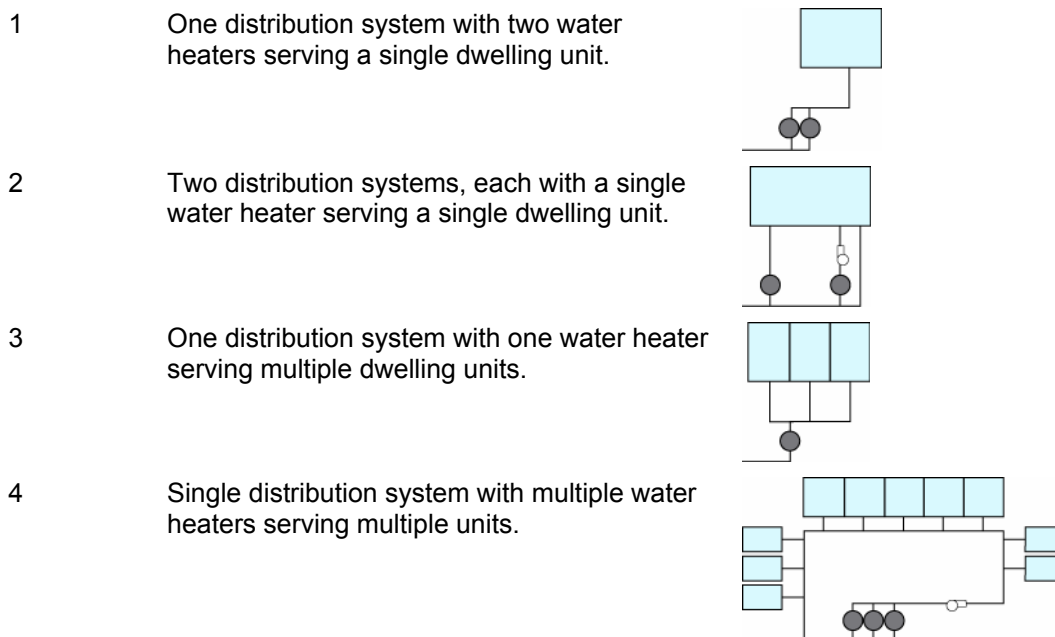 1 One distribution system with two water
heaters serving a single dwelling unit.
2 Two distribution systems, each with a single
water heater serving a single dwelling unit.
3 One distribution system with one water heater
serving multiple dwelling units.
4 Single distribution system with multiple water
heaters serving multiple units.